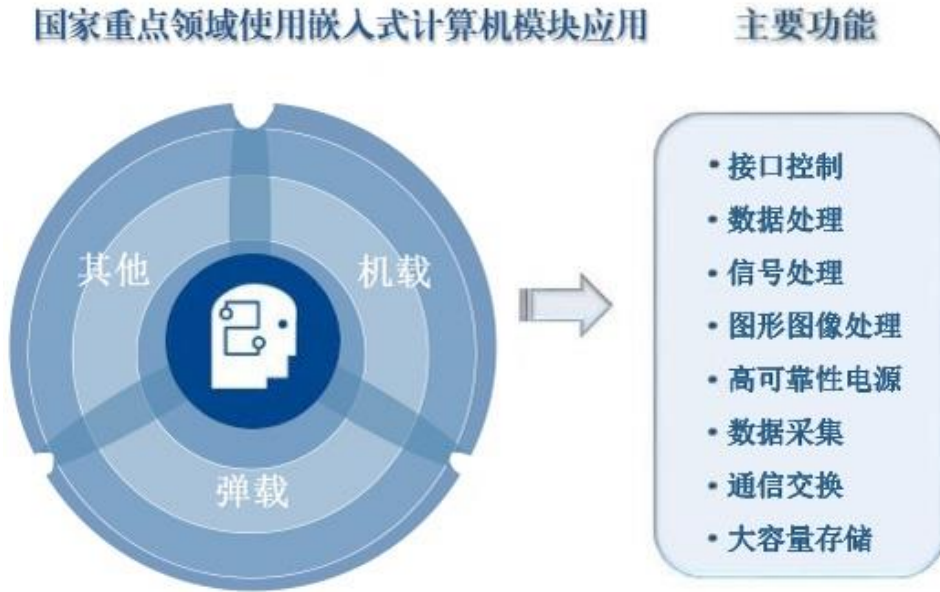 国家重点领域使用嵌入式计算机模块应用
主要功能
其他
机载
弹载
• 接口控制
• 数据处理
• 信号处理
• 图形图像处理
• 高可靠性电源
• 数据采集
• 通信交换
• 大容量存储